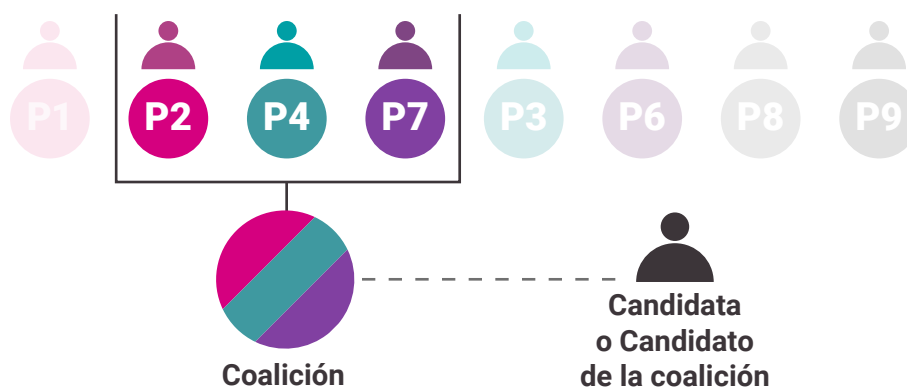 P1 P2 P4 P7 P3 P6 P8 P9
Candidata
o Candidato
Coalición de la coalición